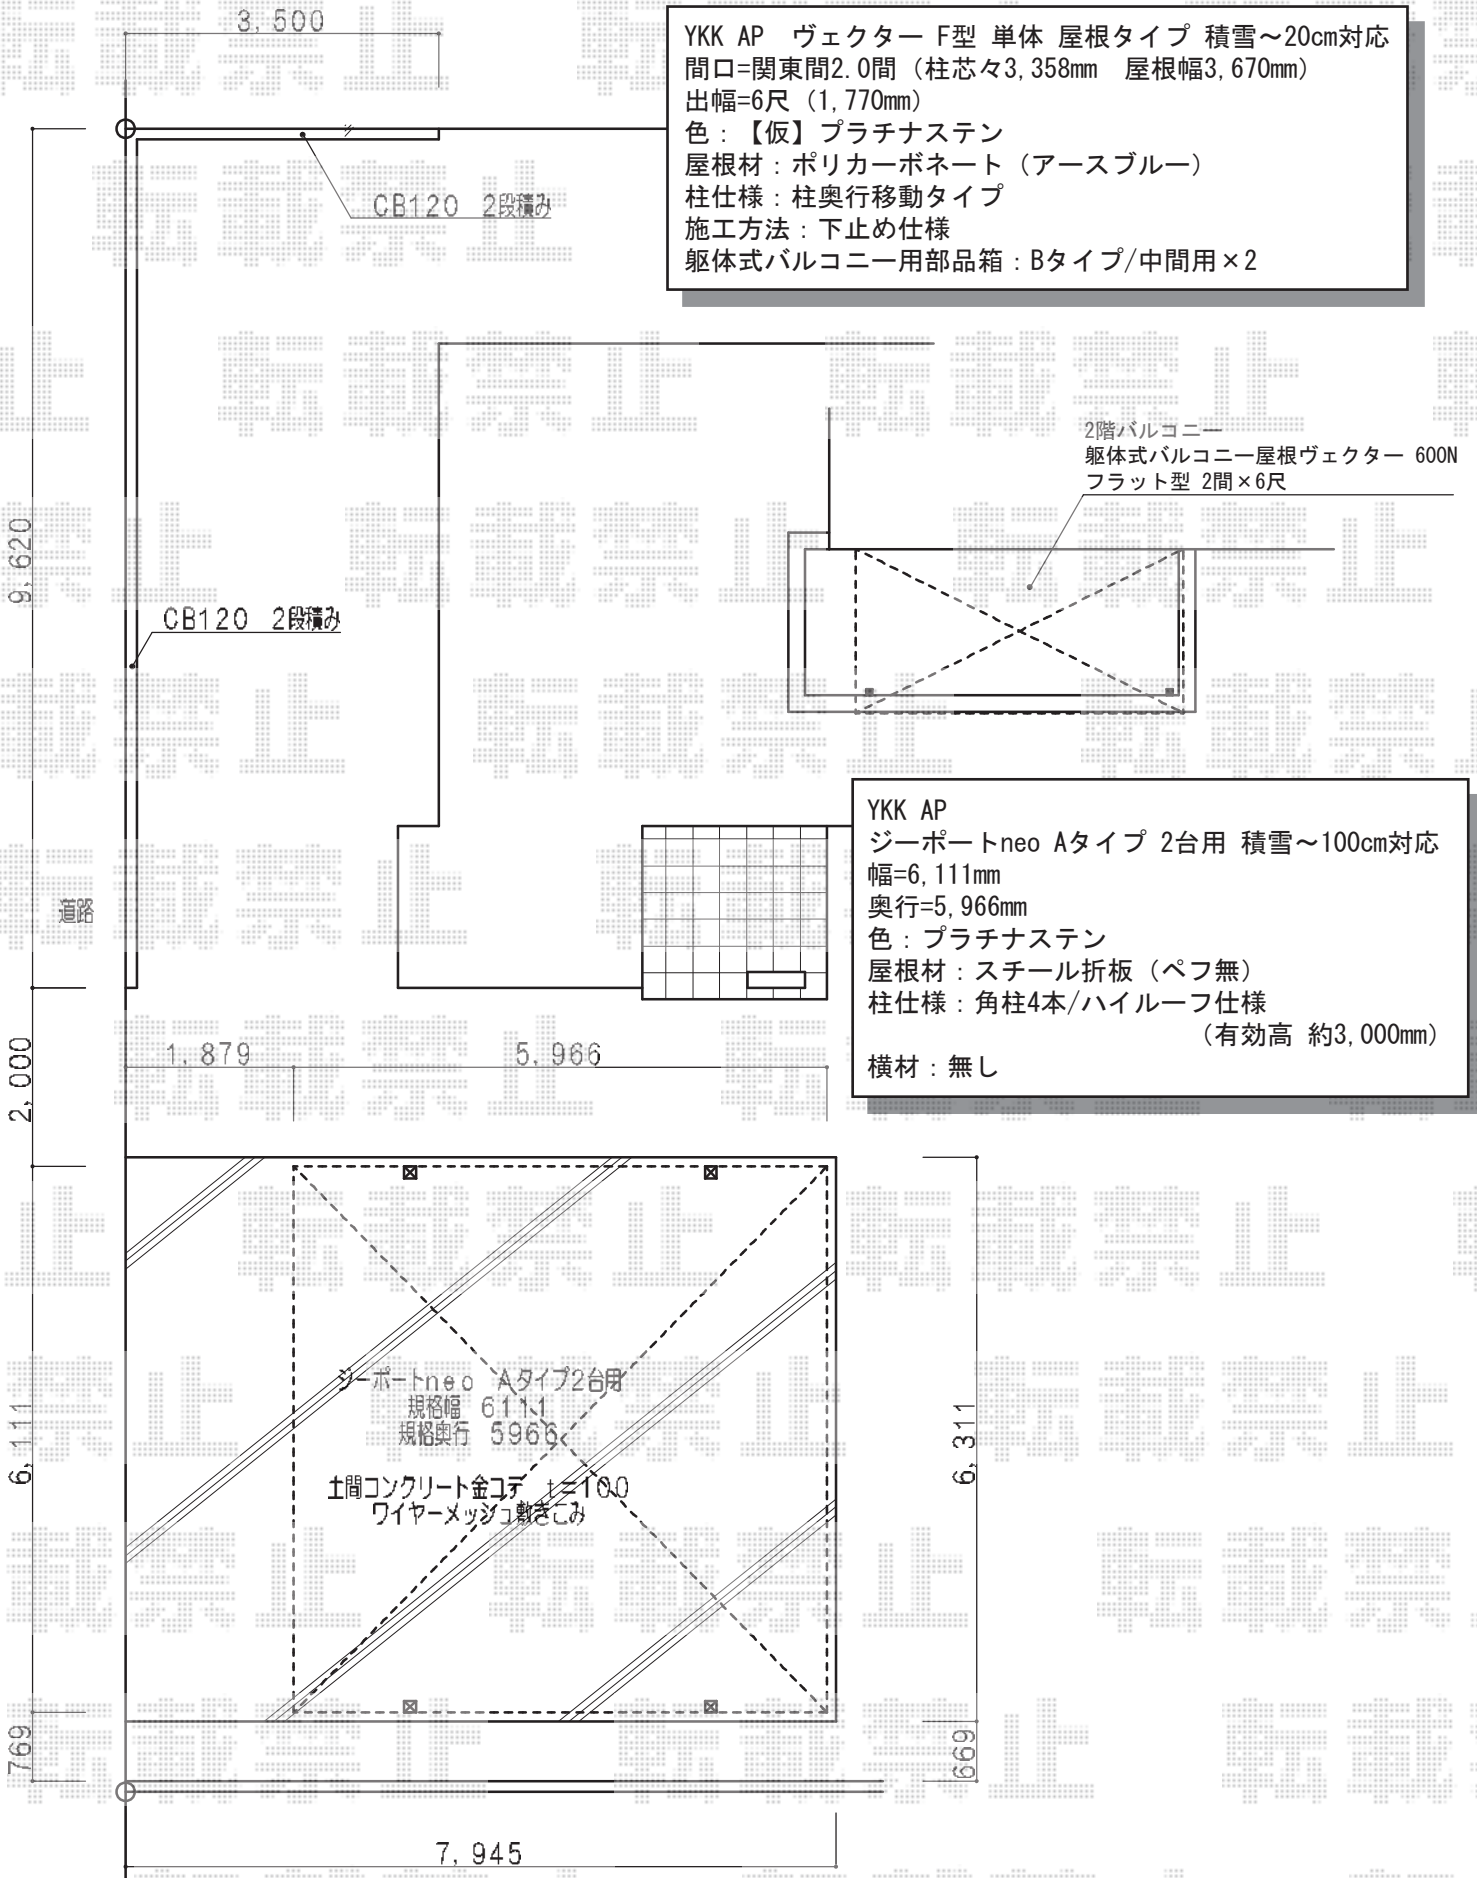 3,500
YKK AP ヴェクター F型 単体 屋根タイプ 積雪～20cm対応
間口=関東間2.0間（柱芯々3,358mm 屋根幅3,670mm）
出幅=6尺（1,770mm）
色：【仮】プラチナステン
屋根材：ポリカーボネート（アースブルー）
柱仕様：柱奥行移動タイプ
施工方法：下止め仕様
躯体式バルコニー用部品箱：Bタイプ/中間用×2
CB120 2段積み
2階バルコニー
躯体式バルコニー屋根ヴェクター 600N
フラット型 2間×6尺
9,620
CB120 2段積み
YKK AP
ジーポートneo Aタイプ 2台用 積雪～100cm対応
幅=6,111mm
奥行=5,966mm
色：プラチナステン
屋根材：スチール折板（ペフ無）
柱仕様：角柱4本/ハイルーフ仕様
（有効高 約3,000mm）
横材：無し
道路
2,000
1,879
5,966
ジーポートneo Aタイプ2台用
規格幅 6111
規格奥行 5966
土間コンクリート金コテ t=100
ワイヤーメッシュ敷きこみ
6,111
6,311
769
669
7,945
転載禁止